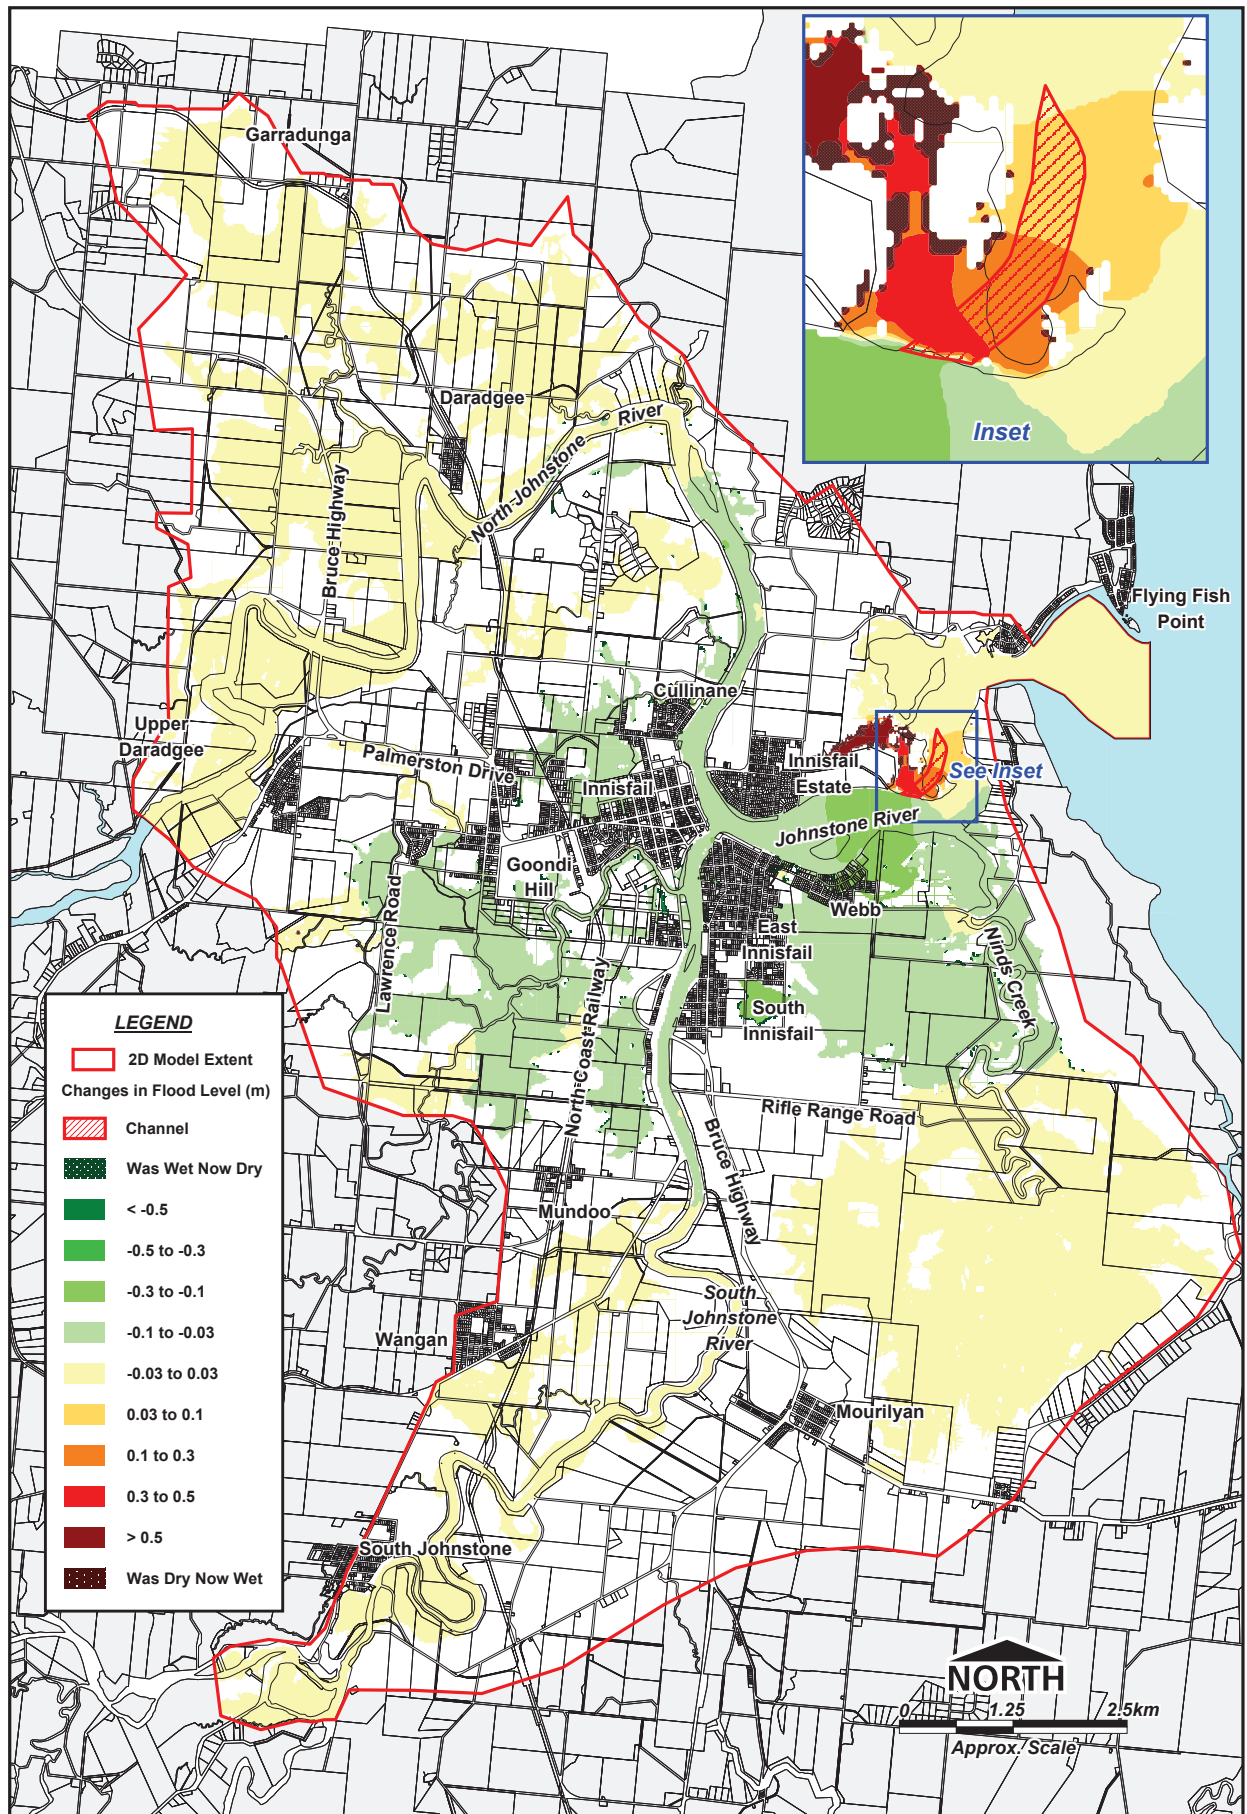 Garradunga
Inset
Daradgee
North Johnstone
River
Bruce Highway
Flying Fish
Point
Cullinane
Upper
Daradgee
Palmerston Drive
Innisfail
Innisfail
Estate
See Inset
Johnstone River
Goondi
Hill
Lawrence Road
Webb
East
Innisfail
Ninds Creek
South
Innisfail
North Coast Railway
Rifle Range Road
Bruce Highway
Mundoo
South
Johnstone
River
Wangan
Mourilyan
South Johnstone
LEGEND
2D Model Extent
Changes in Flood Level (m)
Channel
Was Wet Now Dry
< -0.5
-0.5 to -0.3
-0.3 to -0.1
-0.1 to -0.03
-0.03 to 0.03
0.03 to 0.1
0.1 to 0.3
0.3 to 0.5
> 0.5
Was Dry Now Wet
NORTH
0 1.25 2.5km
Approx. Scale